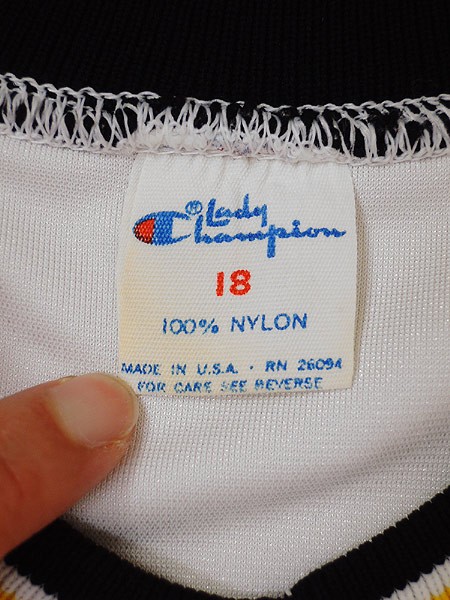 ® Lady
Champion
18
100% NYLON
MADE IN U.S.A. · RN 26094
FOR CARE SEE REVERSE